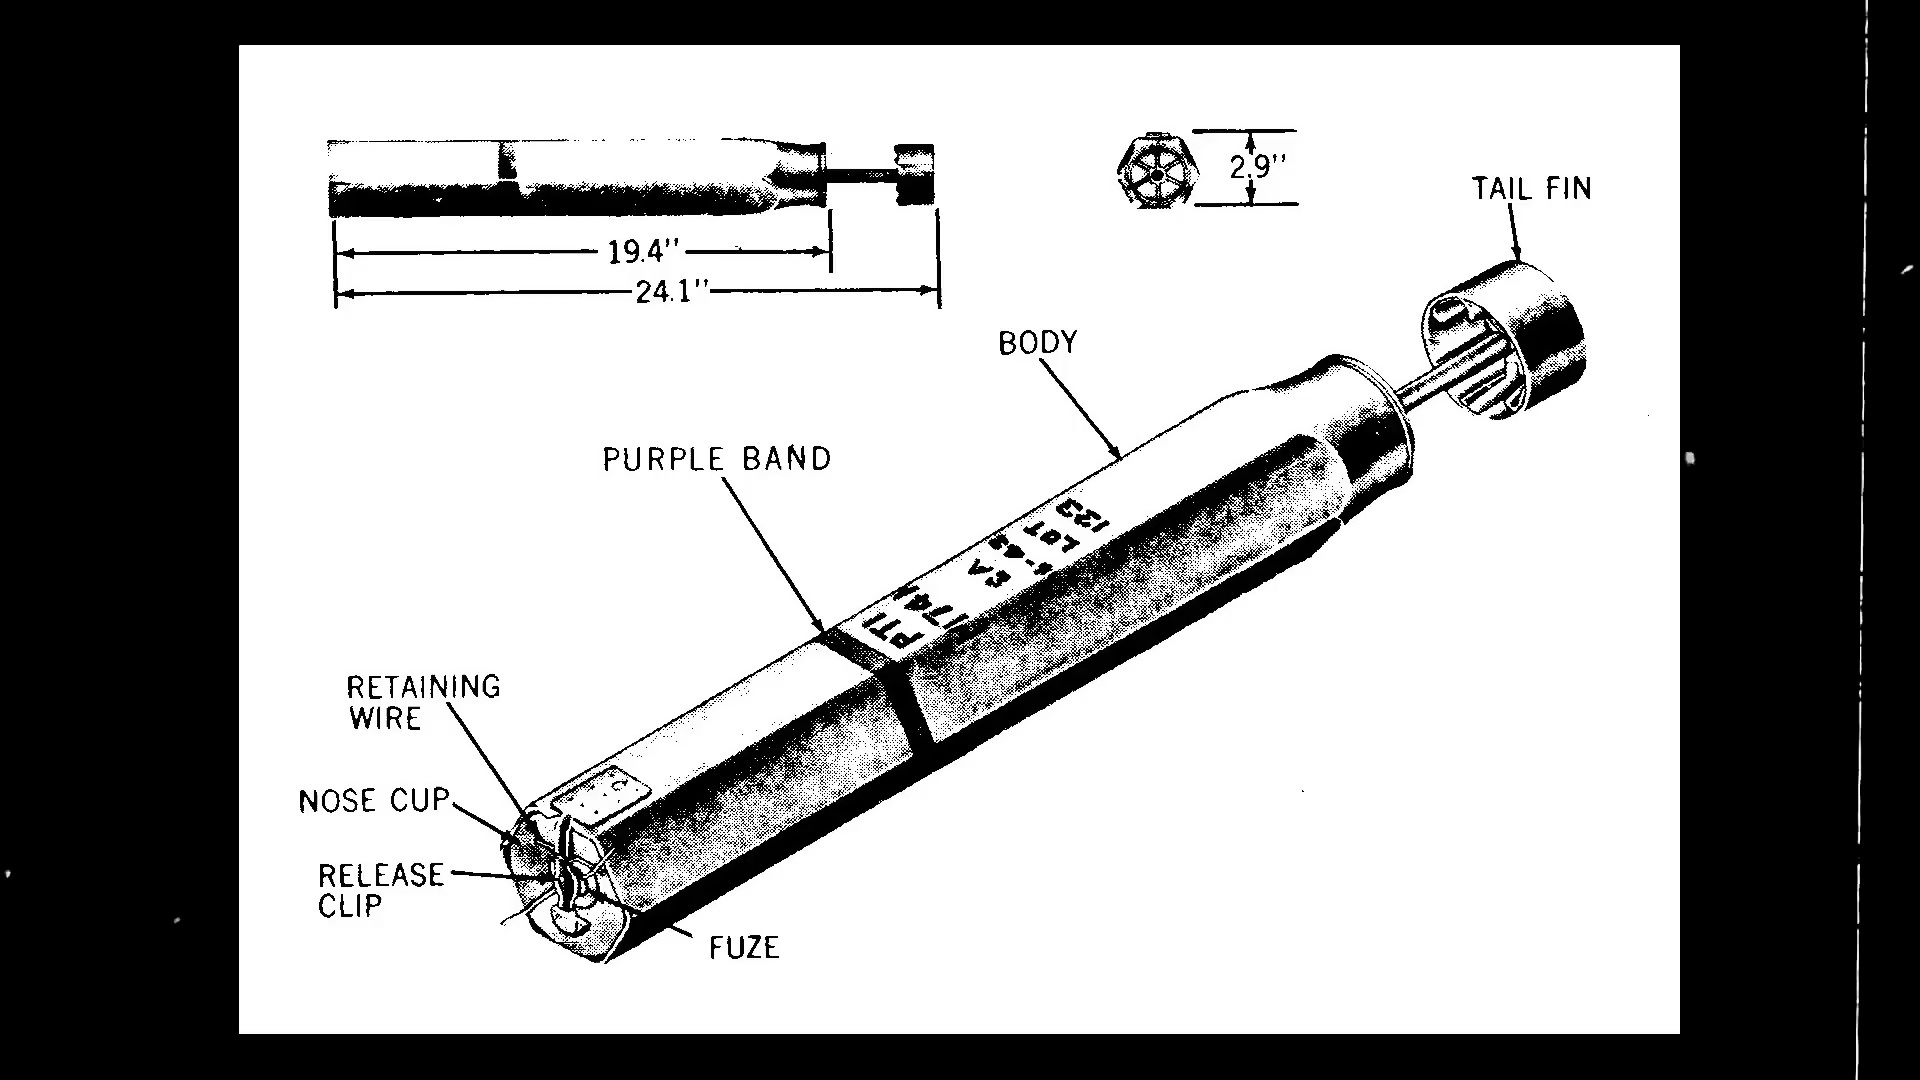 19.4"
24.1"
2.9"
TAIL FIN
BODY
PURPLE BAND
PT1
LOT
123
RETAINING
WIRE
NOSE CUP
RELEASE
CLIP
FUZE